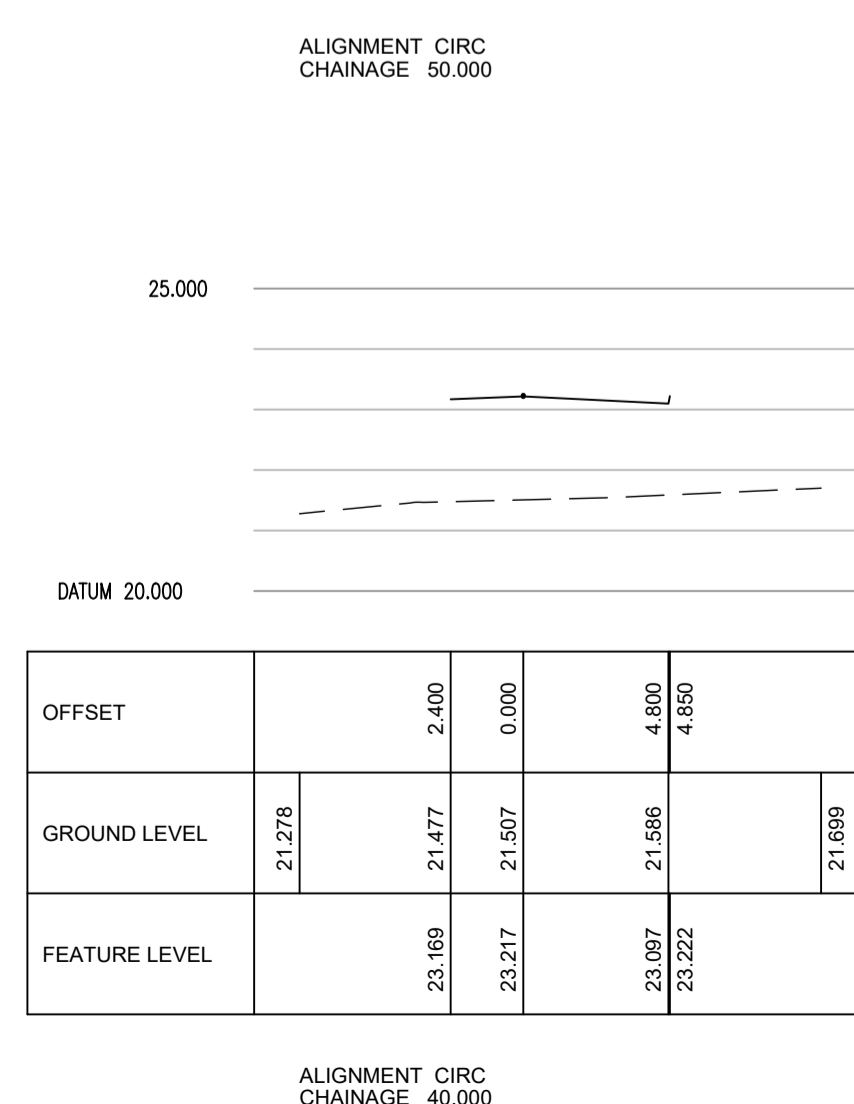 ALIGNMENT CIRC
CHAINAGE 50.000
25.000
DATUM 20.000
OFFSET 2.400 0.000 4.800 4.850
GROUND LEVEL 21.278 21.477 21.507 21.586 21.699
FEATURE LEVEL 23.169 23.217 23.097 23.222
ALIGNMENT CIRC
CHAINAGE 40.000